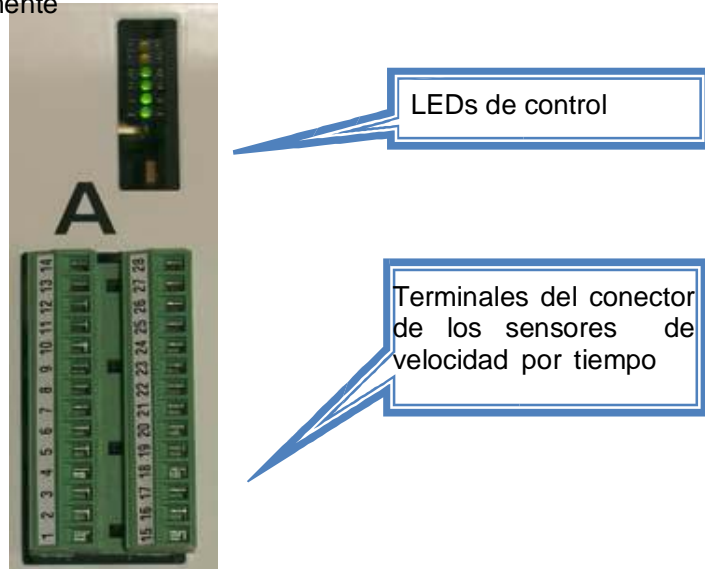 mente
LEDs de control
A
Terminales del conector
de los sensores de
velocidad por tiempo
14 28
13 27
12 26
11 25
10 24
9 23
8 22
7 21
6 20
5 19
4 18
3 17
2 16
1 15